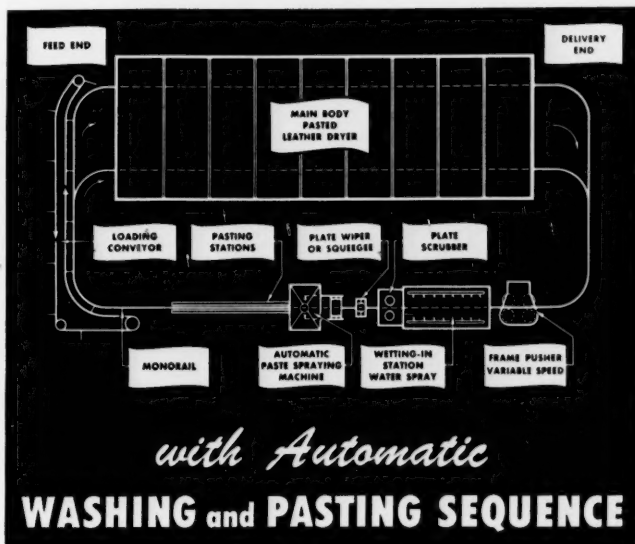 FEED END
DELIVERY
END
MAIN BODY
PASTED
LEATHER DRYER
LOADING
CONVEYOR
PASTING
STATIONS
PLATE WIPER
OR SQUEEGEE
PLATE
SCRUBBER
MONORAIL
AUTOMATIC
PASTE SPRAYING
MACHINE
WETTING-IN
STATION
WATER SPRAY
FRAME PUSHER
VARIABLE SPEED
with Automatic
WASHING and PASTING SEQUENCE